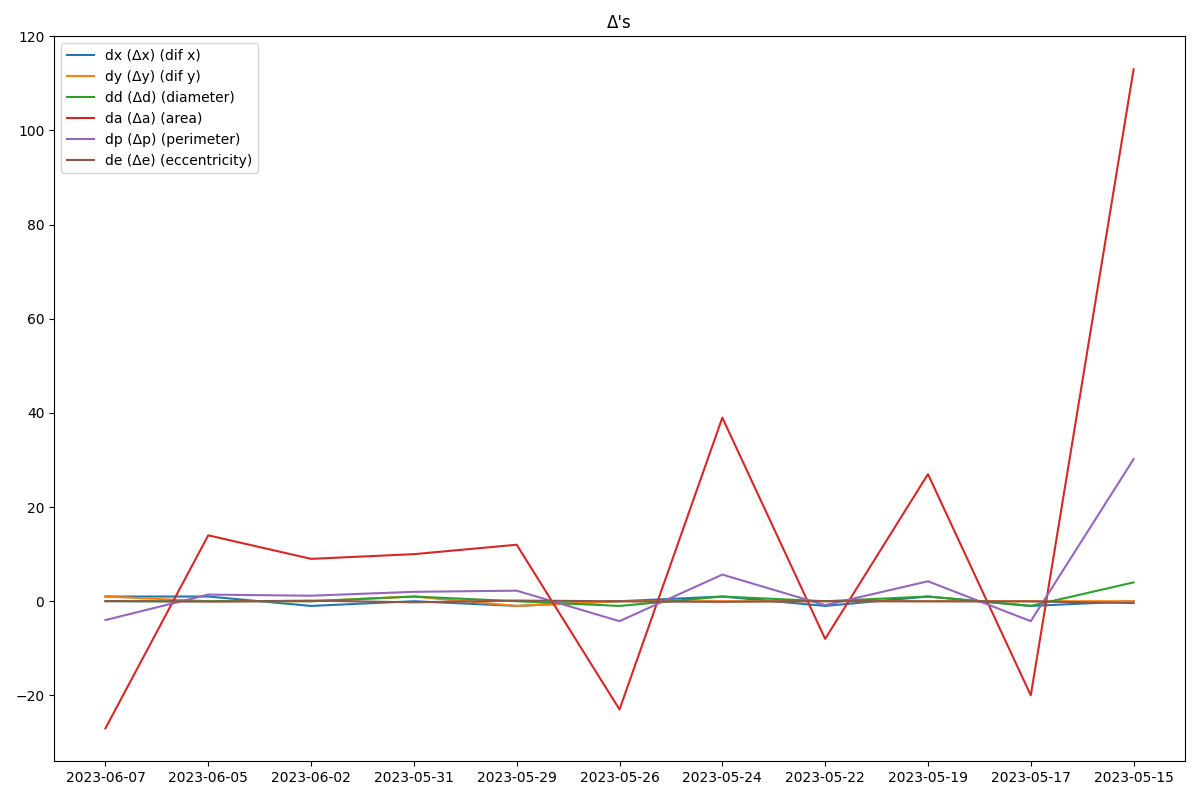 Δ's
dx (Δx) (dif x)
dy (Δy) (dif y)
dd (Δd) (diameter)
da (Δa) (area)
dp (Δp) (perimeter)
de (Δe) (eccentricity)
120
100
80
60
40
20
0
−20
2023-06-07 2023-06-05 2023-06-02 2023-05-31 2023-05-29 2023-05-26 2023-05-24 2023-05-22 2023-05-19 2023-05-17 2023-05-15